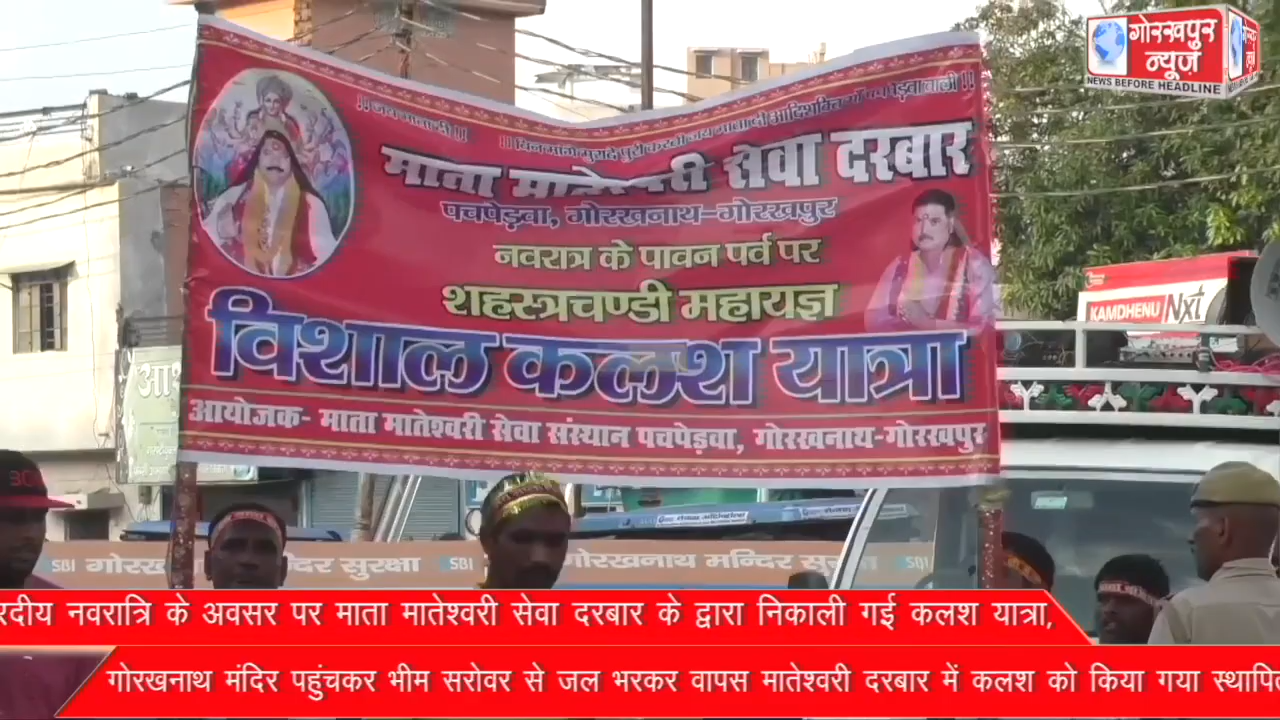 गोरखपुर
न्यूज़
NEWS BEFORE HEADLINE
!! जय माता दी !!
माता मातेश्वरी सेवा दरबार
पचपेड़वा, गोरखनाथ-गोरखपुर
नवरात्र के पावन पर्व पर
शहस्त्रचण्डी महायज्ञ
विशाल कलश यात्रा
आयोजक- माता मातेश्वरी सेवा संस्थान पचपेड़वा, गोरखनाथ-गोरखपुर
KAMDHENU Nxt
SBI
SBI गोरखनाथ मन्दिर सुरक्षा SBI
रदीय नवरात्रि के अवसर पर माता मातेश्वरी सेवा दरबार के द्वारा निकाली गई कलश यात्रा,
गोरखनाथ मंदिर पहुंचकर भीम सरोवर से जल भरकर वापस मातेश्वरी दरबार में कलश को किया गया स्थापित